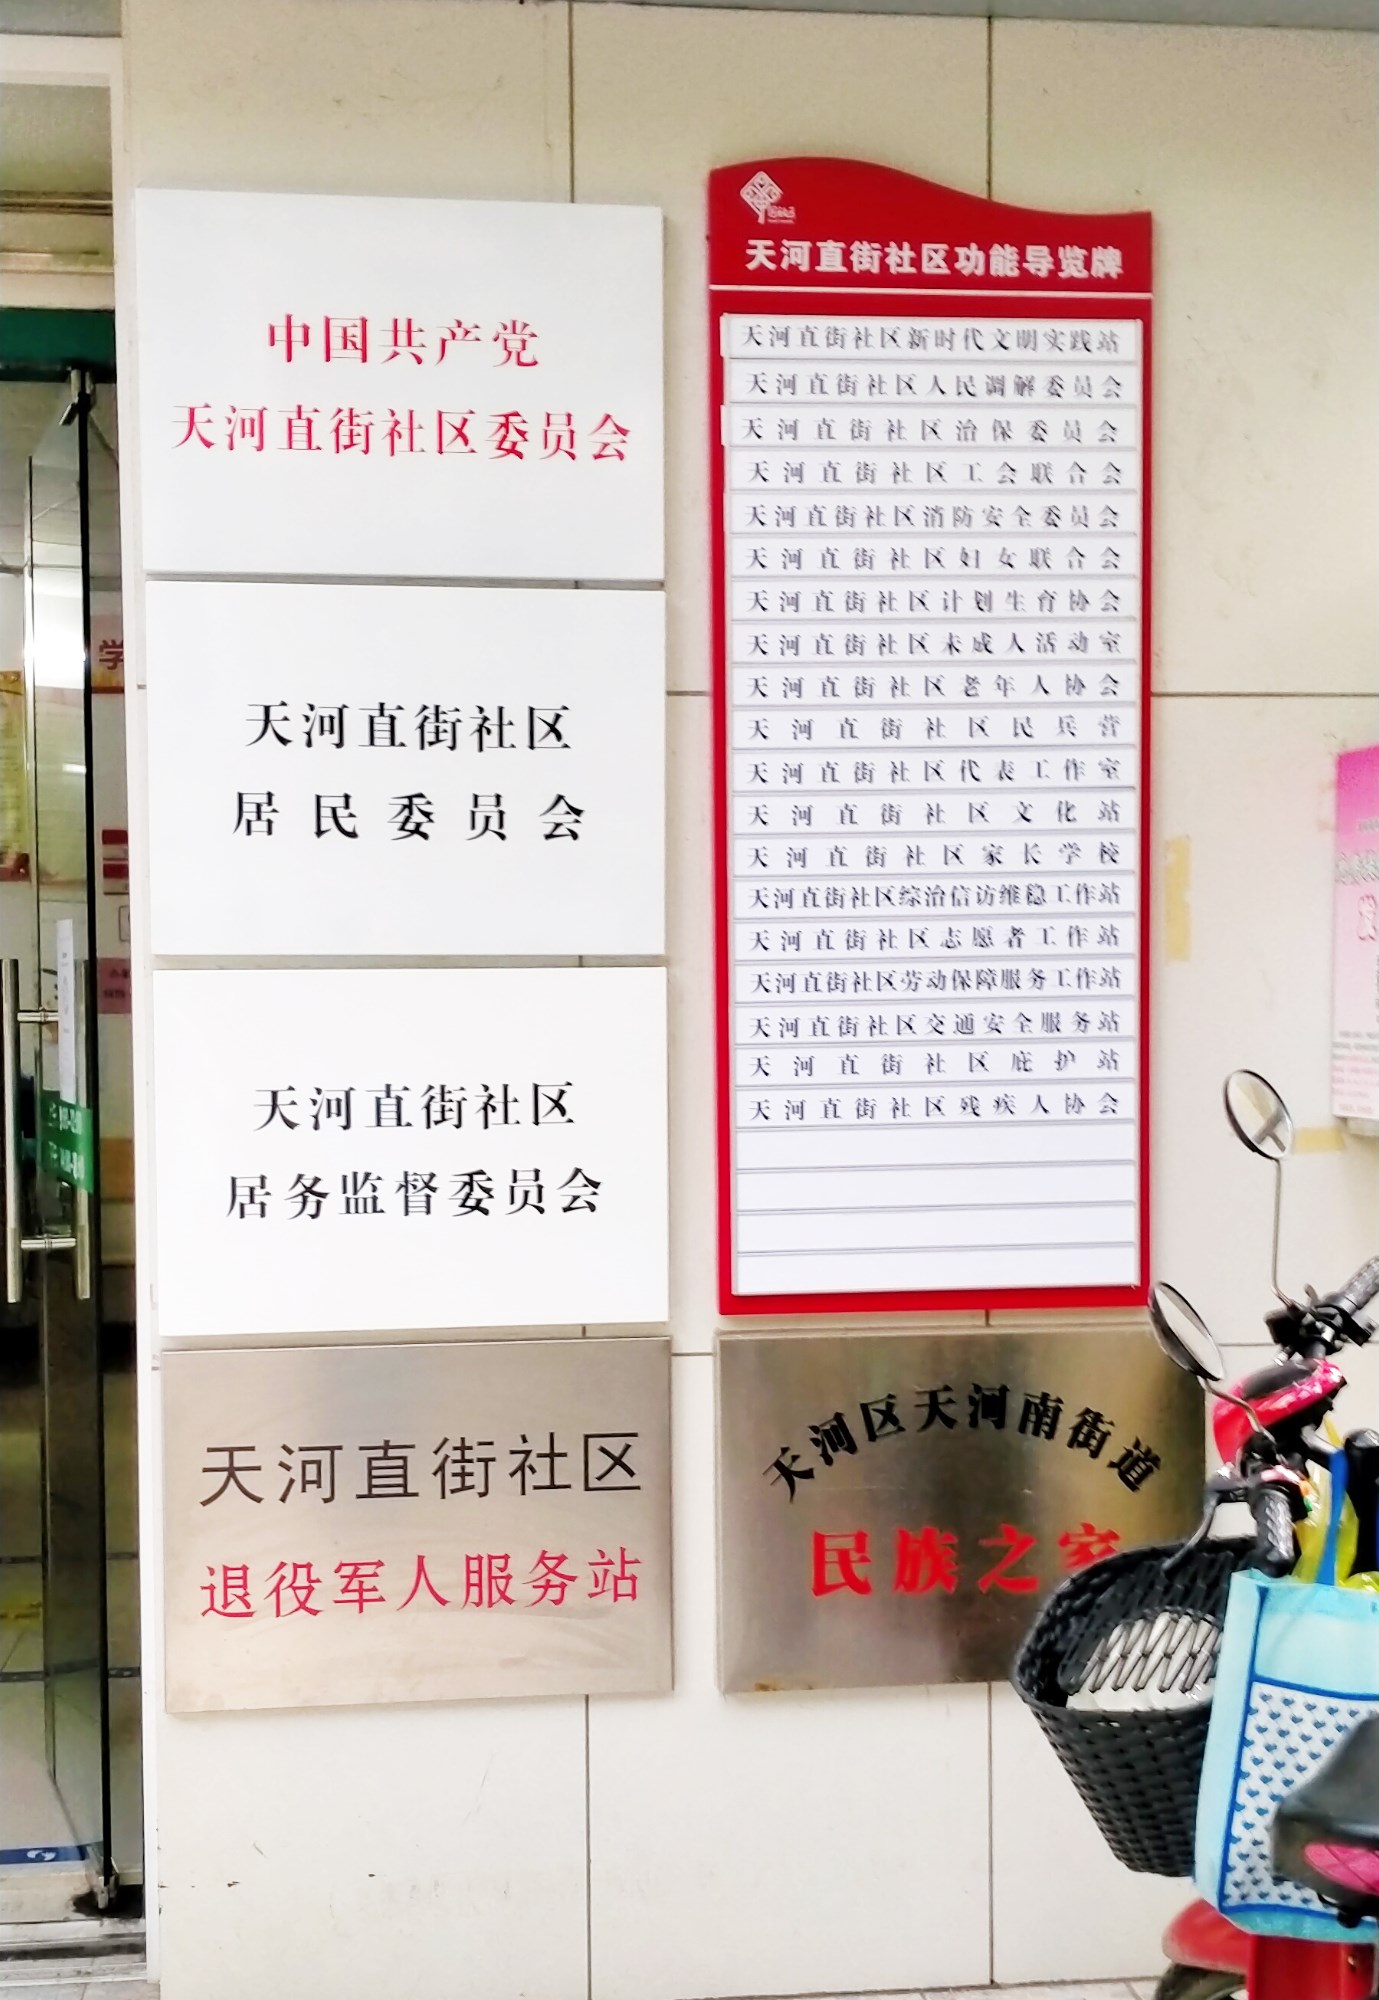 中国共产党
天河直街社区委员会
天河直街社区
居民委员会
天河直街社区
居务监督委员会
天河直街社区
退役军人服务站
天河直街社区功能导览牌
天河直街社区新时代文明实践站
天河直街社区人民调解委员会
天河直街社区治保委员会
天河直街社区工会联合会
天河直街社区消防安全委员会
天河直街社区妇女联合会
天河直街社区计划生育协会
天河直街社区未成人活动室
天河直街社区老年人协会
天河直街社区民兵营
天河直街社区代表工作室
天河直街社区文化站
天河直街社区家长学校
天河直街社区综治信访维稳工作站
天河直街社区志愿者工作站
天河直街社区劳动保障服务工作站
天河直街社区交通安全服务站
天河直街社区庇护站
天河直街社区残疾人协会
天河区天河南街道
民族之家
学